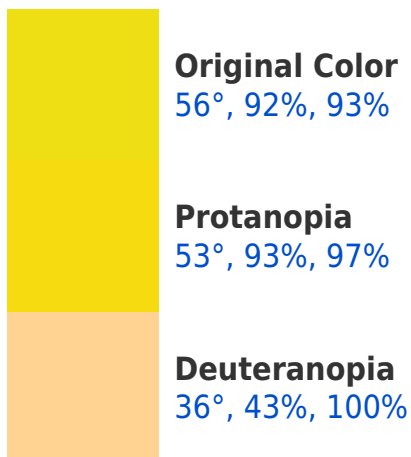 Original Color
56°, 92%, 93%
Protanopia
53°, 93%, 97%
Deuteranopia
36°, 43%, 100%